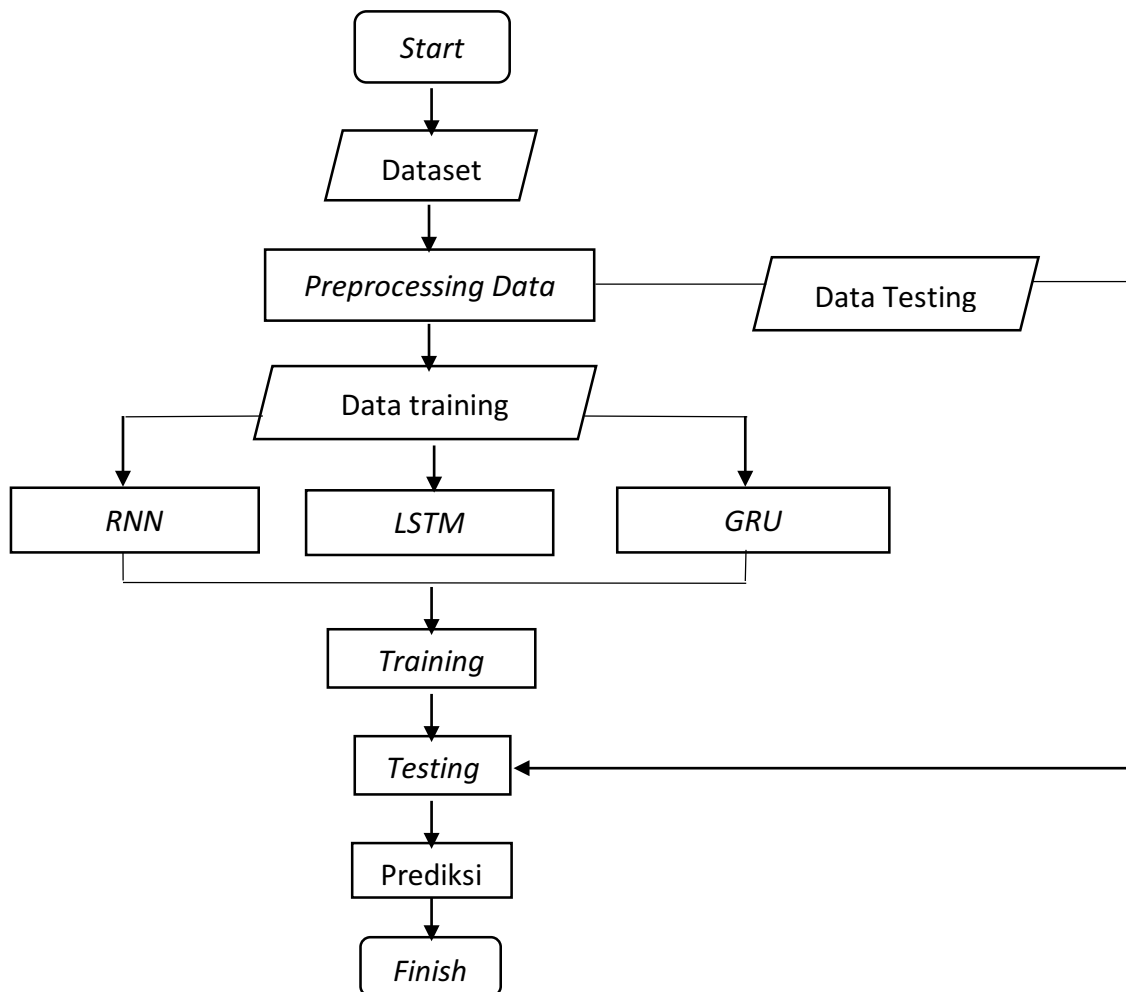 Start
Dataset
Preprocessing Data
Data Testing
Data training
RNN
LSTM
GRU
Training
Testing
Prediksi
Finish